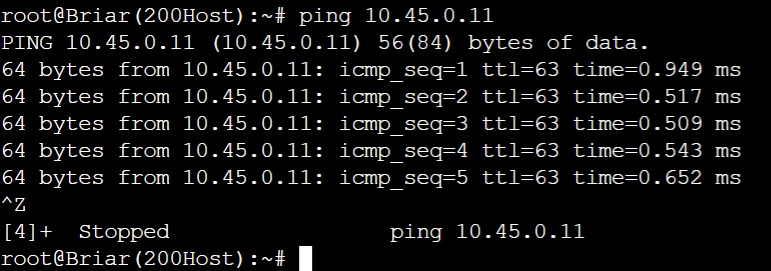 root@Briar(200Host):~# ping 10.45.0.11
PING 10.45.0.11 (10.45.0.11) 56(84) bytes of data.
64 bytes from 10.45.0.11: icmp_seq=1 ttl=63 time=0.949 ms
64 bytes from 10.45.0.11: icmp_seq=2 ttl=63 time=0.517 ms
64 bytes from 10.45.0.11: icmp_seq=3 ttl=63 time=0.509 ms
64 bytes from 10.45.0.11: icmp_seq=4 ttl=63 time=0.543 ms
64 bytes from 10.45.0.11: icmp_seq=5 ttl=63 time=0.652 ms
^Z
[4]+  Stopped                 ping 10.45.0.11
root@Briar(200Host):~#